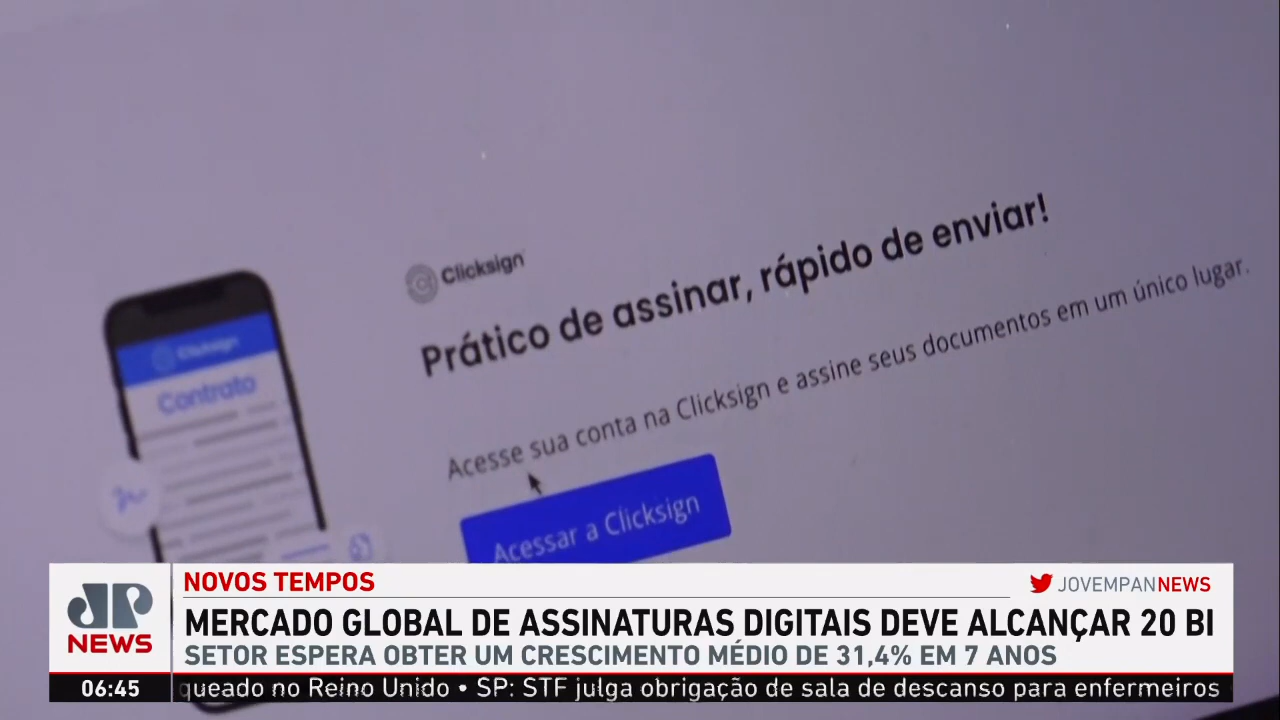 Clicksign
Prático de assinar, rápido de enviar!
Acesse sua conta na Clicksign e assine seus documentos em um único lugar.
Acessar a Clicksign
Clicksign
Contrato
JP
NEWS
NOVOS TEMPOS
JOVEMPANNEWS
MERCADO GLOBAL DE ASSINATURAS DIGITAIS DEVE ALCANÇAR 20 BI
SETOR ESPERA OBTER UM CRESCIMENTO MÉDIO DE 31,4% EM 7 ANOS
06:45
queado no Reino Unido • SP: STF julga obrigação de sala de descanso para enfermeiros